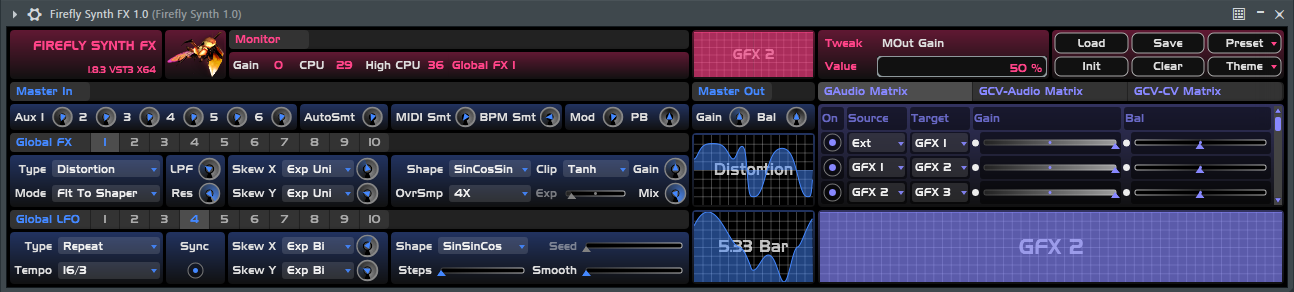 Firefly Synth FX 1.0 (Firefly Synth 1.0)
FIREFLY SYNTH FX
1.8.3 VST3 X64
Monitor
Gain 0 CPU 29 High CPU 36 Global FX 1
GFX 2
Tweak MOut Gain
Value 50 %
Load Save Preset
Init Clear Theme
Master In
Aux 1 2 3 4 5 6 AutoSmt MIDI Smt BPM Smt Mod PB
Master Out
Gain Bal
GAudio Matrix GCV-Audio Matrix GCV-CV Matrix
On Source Target Gain Bal
Ext GFX 1
GFX 1 GFX 2
GFX 2 GFX 3
Global FX 1 2 3 4 5 6 7 8 9 10
Type Distortion LPF Skew X Exp Uni Shape SinCosSin Clip Tanh Gain
Mode Flt To Shaper Res Skew Y Exp Uni OvrSmp 4X Exp Mix
Distortion
Global LFO 1 2 3 4 5 6 7 8 9 10
Type Repeat Sync Skew X Exp Bi Shape SinSinCos Seed
Tempo 16/3 Skew Y Exp Bi Steps Smooth
5.33 Bar
GFX 2